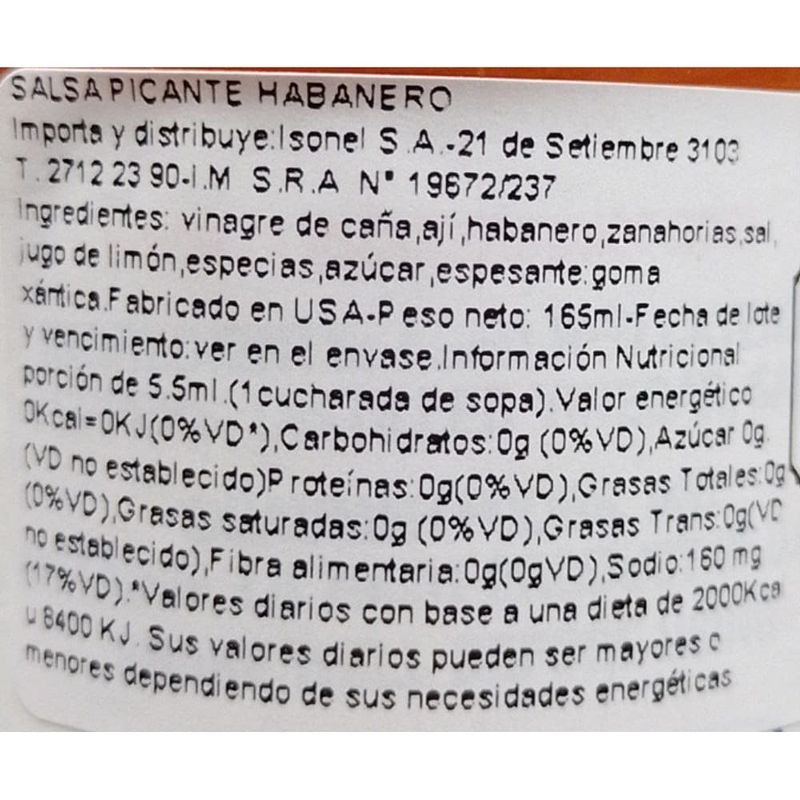 SALSA PICANTE HABANERO
Importa y distribuye:Isonel S.A.-21 de Setiembre 3103
T. 2712 23 90-I.M S.R.A N° 19672/237
Ingredientes: vinagre de caña,ají,habanero,zanahorias,sal,
jugo de limón,especias,azúcar,espesante:goma
xántica.Fabricado en USA-Peso neto: 165ml-Fecha de lote
y vencimiento:ver en el envase.Información Nutricional
porción de 5.5ml.(1cucharada de sopa).Valor energético
0Kcal=0KJ(0%VD*),Carbohidratos:0g (0%VD),Azúcar 0g.
(VD no establecido)Proteínas:0g(0%VD),Grasas Totales:0g
(0%VD),Grasas saturadas:0g (0%VD),Grasas Trans:0g(VD
no establecido),Fibra alimentaria:0g(0gVD),Sodio:160 mg
(17%VD).*Valores diarios con base a una dieta de 2000Kca
u 8400 KJ. Sus valores diarios pueden ser mayores o
menores dependiendo de sus necesidades energéticas